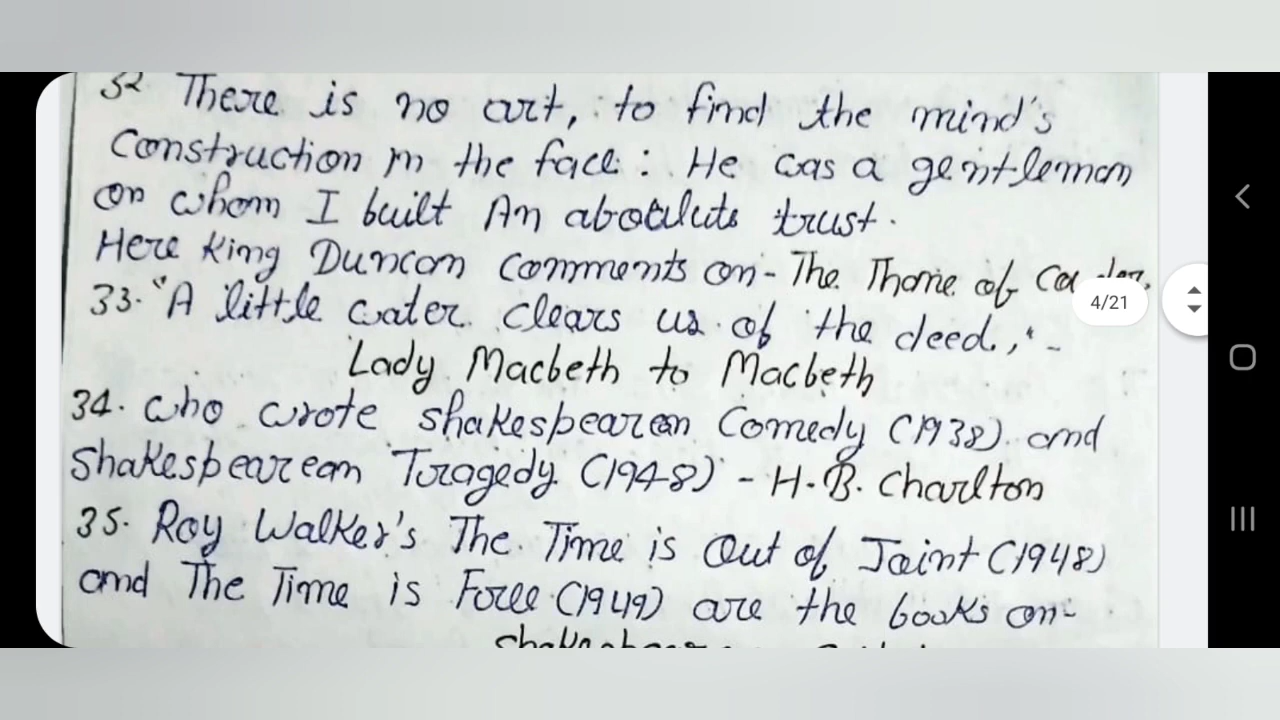 32 There is no art, to find the mind's
Construction in the face: He was a gentleman
on whom I built An abotulute trust.
Here King Duncan comments on - The Thane of
33. "A little water clears us of the deed.," -
Lady Macbeth to Macbeth
34. who wrote shakespearean Comedy (1938) and
Shakespearean Tragedy (1948) - H.B. Charlton
35. Roy Walker's The Time is Out of Joint (1948)
and The Time is Free (1949) are the books on -
4/21